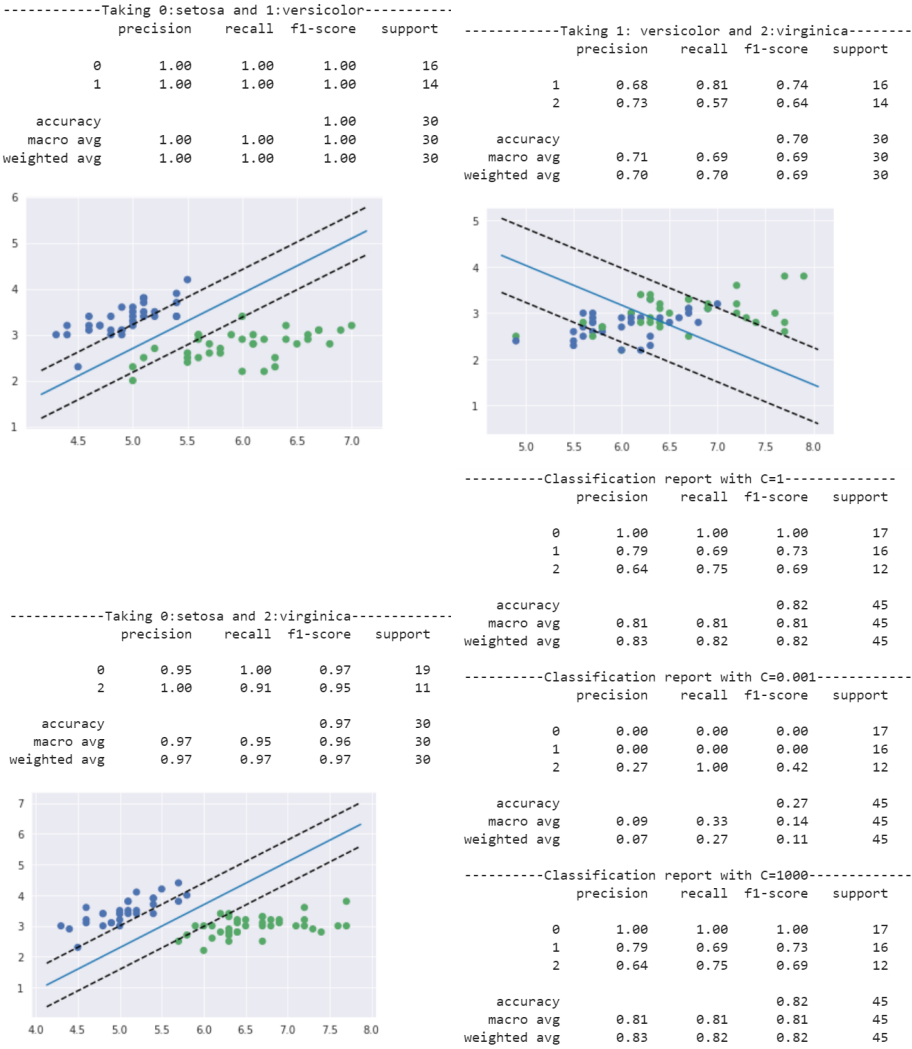 ------------Taking 0:setosa and 1:versicolor------------
precision recall f1-score support
0 1.00 1.00 1.00 16
1 1.00 1.00 1.00 14
accuracy 1.00 30
macro avg 1.00 1.00 1.00 30
weighted avg 1.00 1.00 1.00 30
6
5
4
3
2
1
4.5 5.0 5.5 6.0 6.5 7.0
------------Taking 0:setosa and 2:virginica-------------
precision recall f1-score support
0 0.95 1.00 0.97 19
2 1.00 0.91 0.95 11
accuracy 0.97 30
macro avg 0.97 0.95 0.96 30
weighted avg 0.97 0.97 0.97 30
7
6
5
4
3
2
1
4.0 4.5 5.0 5.5 6.0 6.5 7.0 7.5 8.0
------------Taking 1: versicolor and 2:virginica--------
precision recall f1-score support
1 0.68 0.81 0.74 16
2 0.73 0.57 0.64 14
accuracy 0.70 30
macro avg 0.71 0.69 0.69 30
weighted avg 0.70 0.70 0.69 30
5
4
3
2
1
5.0 5.5 6.0 6.5 7.0 7.5 8.0
----------Classification report with C=1--------------
precision recall f1-score support
0 1.00 1.00 1.00 17
1 0.79 0.69 0.73 16
2 0.64 0.75 0.69 12
accuracy 0.82 45
macro avg 0.81 0.81 0.81 45
weighted avg 0.83 0.82 0.82 45
----------Classification report with C=0.001------------
precision recall f1-score support
0 0.00 0.00 0.00 17
1 0.00 0.00 0.00 16
2 0.27 1.00 0.42 12
accuracy 0.27 45
macro avg 0.09 0.33 0.14 45
weighted avg 0.07 0.27 0.11 45
----------Classification report with C=1000-------------
precision recall f1-score support
0 1.00 1.00 1.00 17
1 0.79 0.69 0.73 16
2 0.64 0.75 0.69 12
accuracy 0.82 45
macro avg 0.81 0.81 0.81 45
weighted avg 0.83 0.82 0.82 45